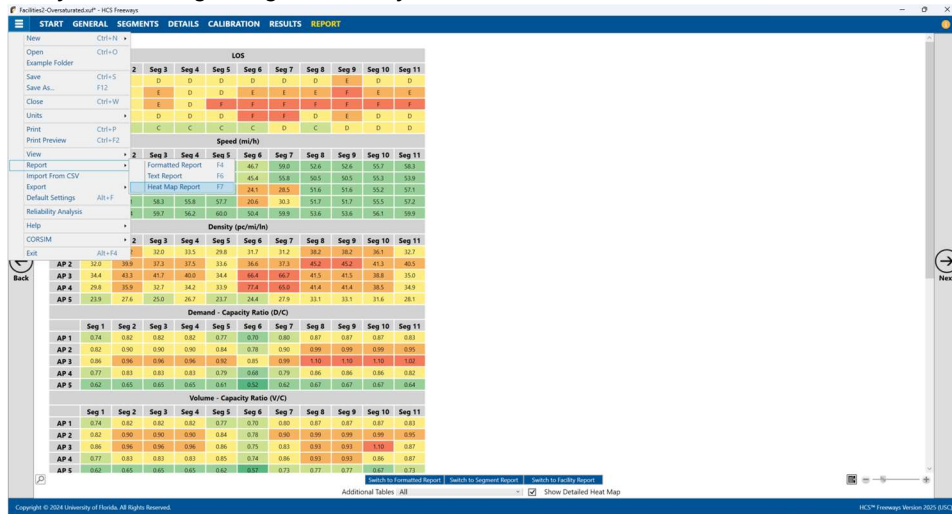 Facilities2-Oversaturated.xuf* - HCS Freeways
START GENERAL SEGMENTS DETAILS CALIBRATION RESULTS REPORT
New Ctrl+N
Open Ctrl+O
Example Folder
Save Ctrl+S
Save As... F12
Close Ctrl+W
Units
Print Ctrl+P
Print Preview Ctrl+F2
View
Report
Import From CSV
Export
Default Settings Alt+F
Reliability Analysis
Help
CORSIM
Exit Alt+F4
Formatted Report F4
Text Report F6
Heat Map Report F7
LOS
2 Seg 3 Seg 4 Seg 5 Seg 6 Seg 7 Seg 8 Seg 9 Seg 10 Seg 11
D D D D D D E D D
E D D E E E F E E
E D F F F F F F F
D D D F F D E D D
C C C C D C D D D
Speed (mi/h)
2 Seg 3 Seg 4 Seg 5 Seg 6 Seg 7 Seg 8 Seg 9 Seg 10 Seg 11
46.7 59.0 52.6 52.6 55.7 58.3
45.4 55.8 50.5 50.5 55.3 53.9
24.1 28.5 51.6 51.6 55.2 57.1
58.3 55.8 57.7 20.6 30.3 51.7 51.7 55.5 57.2
59.7 56.2 60.0 50.4 59.9 53.6 53.6 56.1 59.9
Density (pc/mi/ln)
2 Seg 3 Seg 4 Seg 5 Seg 6 Seg 7 Seg 8 Seg 9 Seg 10 Seg 11
32.0 33.5 29.8 31.7 31.2 38.2 38.2 36.1 32.7
AP 2 32.0 39.9 37.3 37.5 33.6 36.6 37.3 45.2 45.2 41.3 40.5
AP 3 34.4 43.3 41.7 40.0 34.4 66.4 66.7 41.5 41.5 38.8 35.0
AP 4 29.8 35.9 32.7 34.2 33.9 77.4 65.0 41.4 41.4 38.5 34.9
AP 5 23.9 27.6 25.0 26.7 23.7 24.4 27.9 33.1 33.1 31.6 28.1
Demand - Capacity Ratio (D/C)
Seg 1 Seg 2 Seg 3 Seg 4 Seg 5 Seg 6 Seg 7 Seg 8 Seg 9 Seg 10 Seg 11
AP 1 0.74 0.82 0.82 0.82 0.77 0.70 0.80 0.87 0.87 0.87 0.83
AP 2 0.82 0.90 0.90 0.90 0.84 0.78 0.90 0.99 0.99 0.99 0.95
AP 3 0.86 0.96 0.96 0.96 0.92 0.85 0.99 1.10 1.10 1.10 1.02
AP 4 0.77 0.83 0.83 0.83 0.79 0.68 0.79 0.86 0.86 0.86 0.82
AP 5 0.62 0.65 0.65 0.65 0.61 0.52 0.62 0.67 0.67 0.67 0.64
Volume - Capacity Ratio (V/C)
Seg 1 Seg 2 Seg 3 Seg 4 Seg 5 Seg 6 Seg 7 Seg 8 Seg 9 Seg 10 Seg 11
AP 1 0.74 0.82 0.82 0.82 0.77 0.70 0.80 0.87 0.87 0.87 0.83
AP 2 0.82 0.90 0.90 0.90 0.84 0.78 0.90 0.99 0.99 0.99 0.95
AP 3 0.86 0.96 0.96 0.96 0.86 0.75 0.83 0.93 0.93 1.10 0.87
AP 4 0.77 0.83 0.83 0.83 0.85 0.74 0.86 0.93 0.93 0.86 0.87
AP 5 0.62 0.65 0.65 0.65 0.62 0.57 0.73 0.77 0.77 0.67 0.73
Back
Next
Switch to Formatted Report Switch to Segment Report Switch to Facility Report
Additional Tables All Show Detailed Heat Map
Copyright © 2024 University of Florida. All Rights Reserved. HCS™ Freeways Version 2025 (USC)